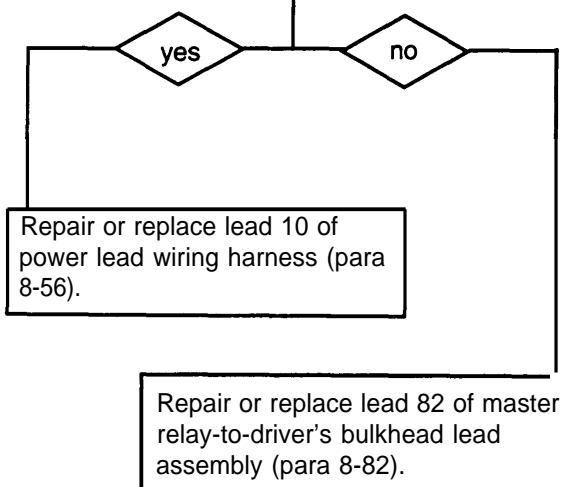 yes
no
Repair or replace lead 10 of
power lead wiring harness (para
8-56).
Repair or replace lead 82 of master
relay-to-driver's bulkhead lead
assembly (para 8-82).